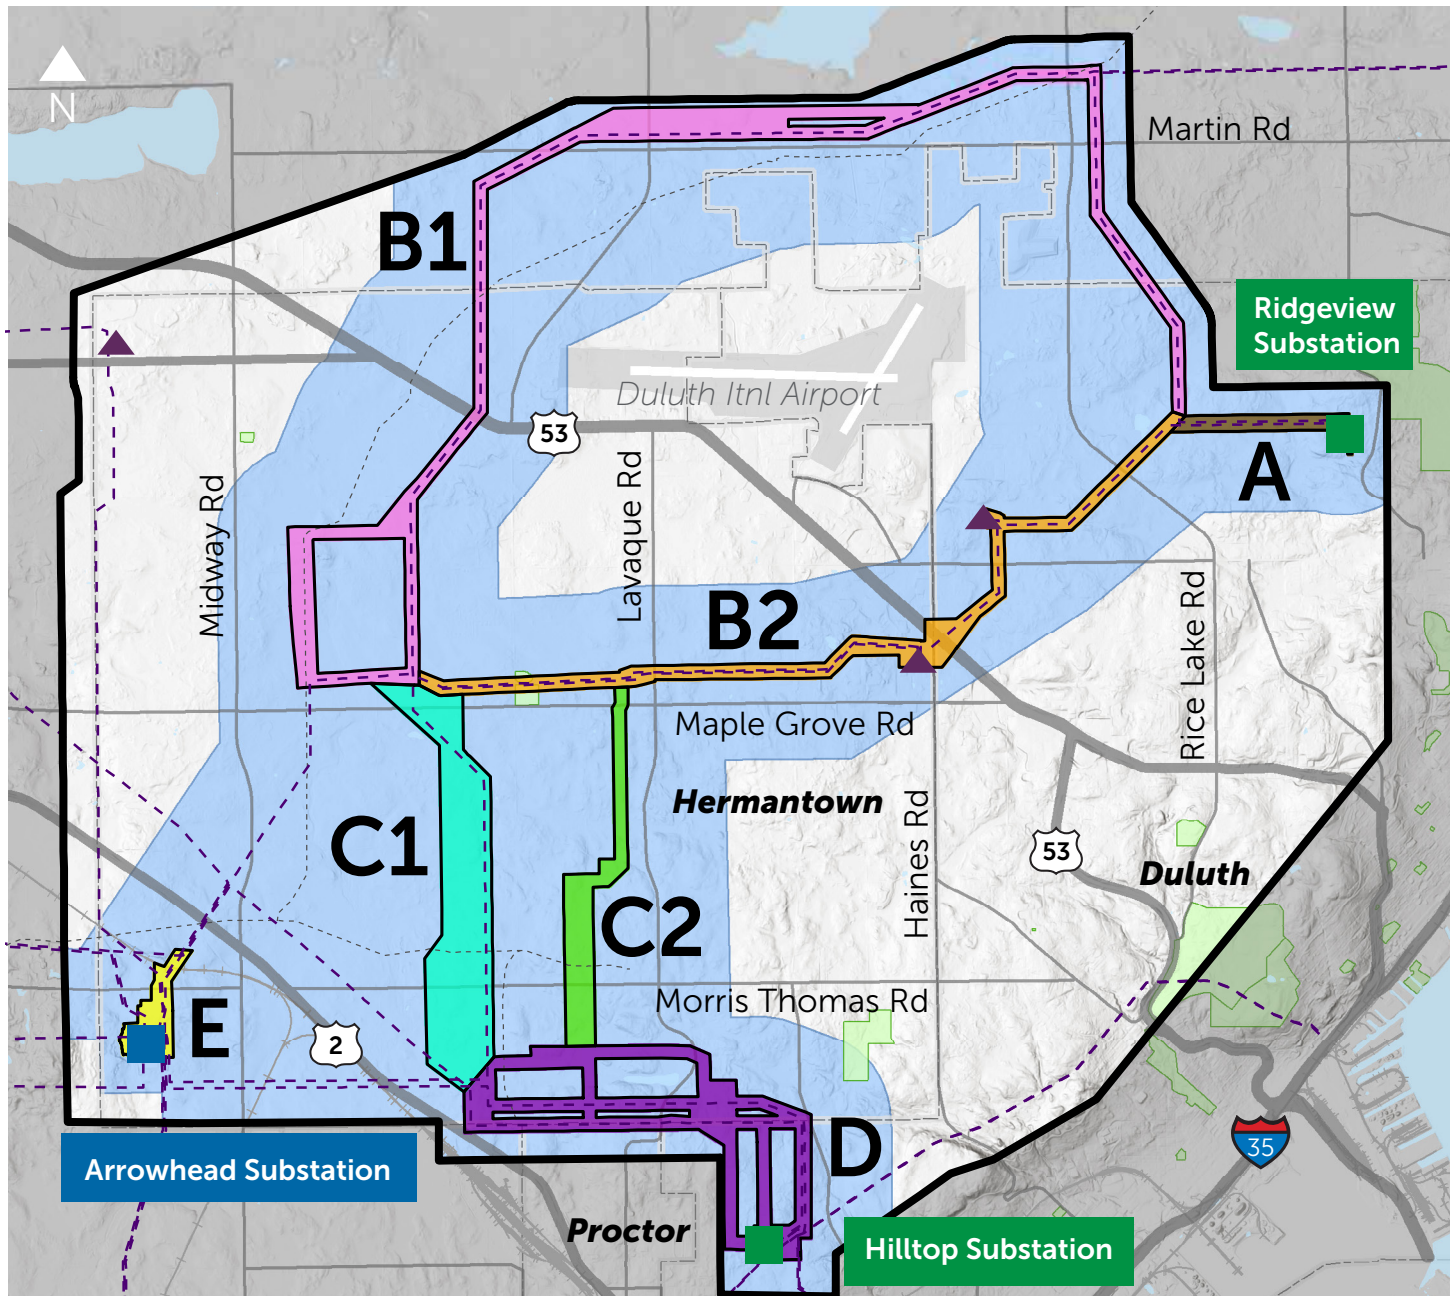 N
Martin Rd
B1
Ridgeview
Substation
Duluth Itnl Airport
53
A
Midway Rd
Lavaque Rd
B2
Rice Lake Rd
Maple Grove Rd
Hermantown
C1
Haines Rd
53
Duluth
C2
Morris Thomas Rd
E
2
D
35
Arrowhead Substation
Proctor
Hilltop Substation